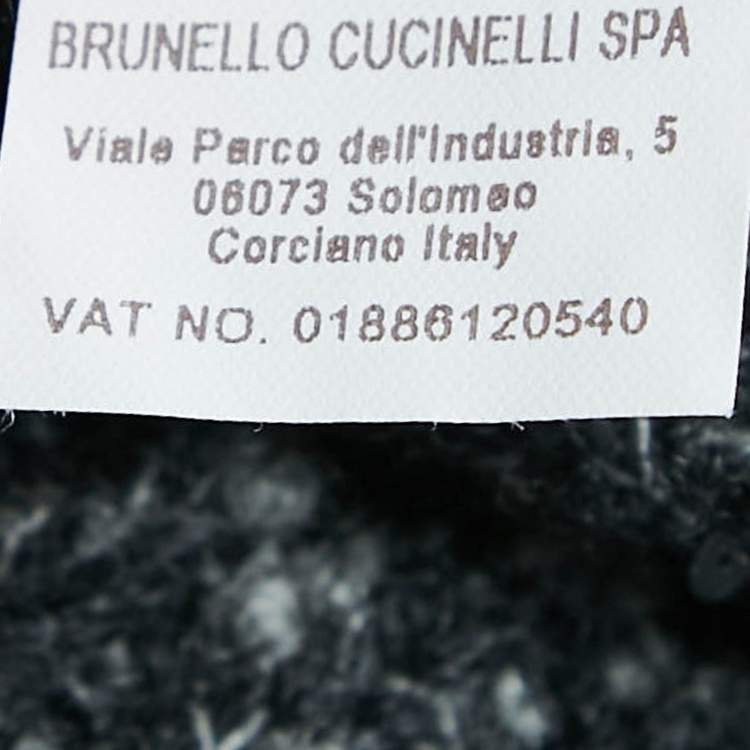 BRUNELLO CUCINELLI SPA
Viale Parco dell'Industria, 5
06073 Solomeo
Corciano Italy
VAT NO. 01886120540